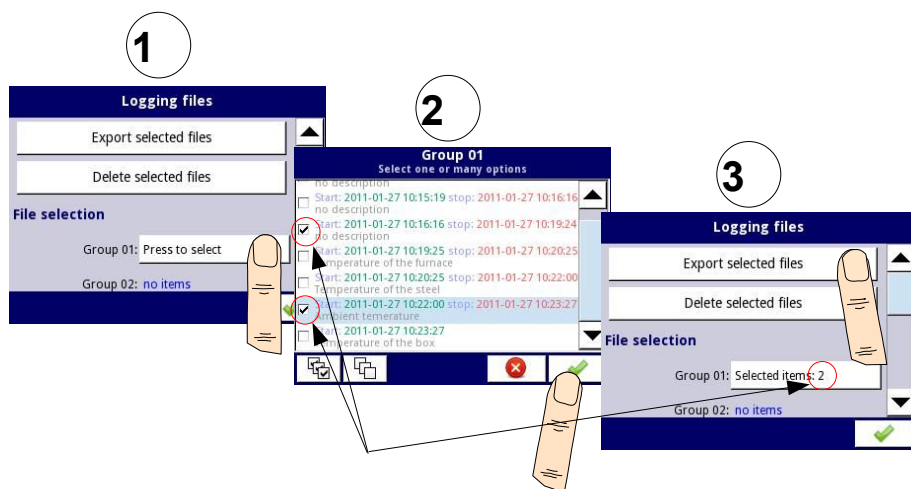 1
Logging files
Export selected files
Delete selected files
File selection
Group 01: Press to select
Group 02: no items
2
Group 01
Select one or many options
no description
Start: 2011-01-27 10:15:19 stop: 2011-01-27 10:16:16
no description
Start: 2011-01-27 10:16:16 stop: 2011-01-27 10:19:24
no description
Start: 2011-01-27 10:19:25 stop: 2011-01-27 10:20:25
Temperature of the furnace
Start: 2011-01-27 10:20:25 stop: 2011-01-27 10:22:00
Temperature of the steel
Start: 2011-01-27 10:22:00 stop: 2011-01-27 10:23:27
Ambient temerature
Start: 2011-01-27 10:23:27
Temperature of the box
3
Logging files
Export selected files
Delete selected files
File selection
Group 01: Selected items: 2
Group 02: no items